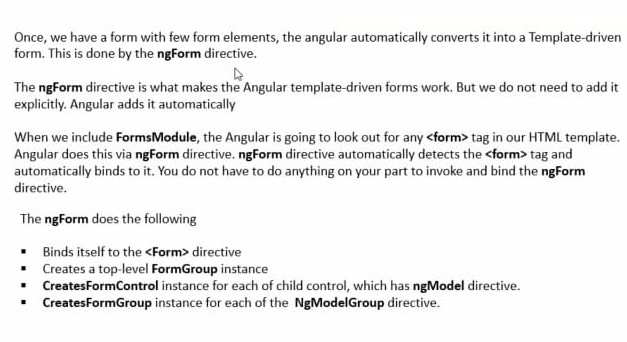 Once, we have a form with few form elements, the angular automatically converts it into a Template-driven
form. This is done by the ngForm directive.
The ngForm directive is what makes the Angular template-driven forms work. But we do not need to add it
explicitly. Angular adds it automatically
When we include FormsModule, the Angular is going to look out for any <form> tag in our HTML template.
Angular does this via ngForm directive. ngForm directive automatically detects the <form> tag and
automatically binds to it. You do not have to do anything on your part to invoke and bind the ngForm
directive.
The ngForm does the following
▪ Binds itself to the <Form> directive
▪ Creates a top-level FormGroup instance
▪ CreatesFormControl instance for each of child control, which has ngModel directive.
▪ CreatesFormGroup instance for each of the NgModelGroup directive.